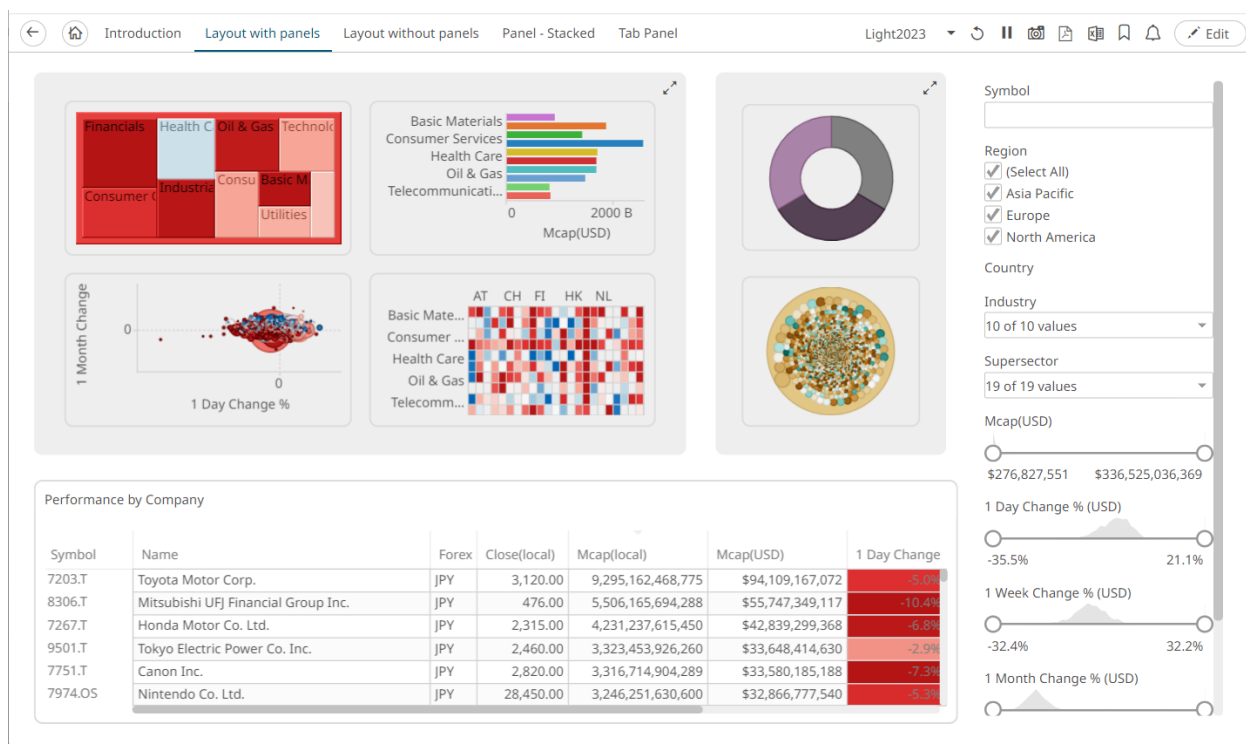 Introduction Layout with panels Layout without panels Panel - Stacked Tab Panel Light2023 Edit
Financials Health C Oil & Gas Technolo
Consumer Industria Consu Basic M
Utilities
Basic Materials
Consumer Services
Health Care
Oil & Gas
Telecommunicati...
0 2000 B
Mcap(USD)
1 Month Change
0
0
1 Day Change %
AT CH FI HK NL
Basic Mate...
Consumer ...
Health Care
Oil & Gas
Telecomm...
Symbol
Region
(Select All)
Asia Pacific
Europe
North America
Country
Industry
10 of 10 values
Supersector
19 of 19 values
Mcap(USD)
$276,827,551 $336,525,036,369
1 Day Change % (USD)
-35.5% 21.1%
1 Week Change % (USD)
-32.4% 32.2%
1 Month Change % (USD)
Performance by Company
Symbol Name Forex Close(local) Mcap(local) Mcap(USD) 1 Day Change
7203.T Toyota Motor Corp. JPY 3,120.00 9,295,162,468,775 $94,109,167,072 -5.0%
8306.T Mitsubishi UFJ Financial Group Inc. JPY 476.00 5,506,165,694,288 $55,747,349,117 -10.4%
7267.T Honda Motor Co. Ltd. JPY 2,315.00 4,231,237,615,450 $42,839,299,368 -6.8%
9501.T Tokyo Electric Power Co. Inc. JPY 2,460.00 3,323,453,926,260 $33,648,414,630 -2.9%
7751.T Canon Inc. JPY 2,820.00 3,316,714,904,289 $33,580,185,188 -7.3%
7974.OS Nintendo Co. Ltd. JPY 28,450.00 3,246,251,630,600 $32,866,777,540 -5.3%